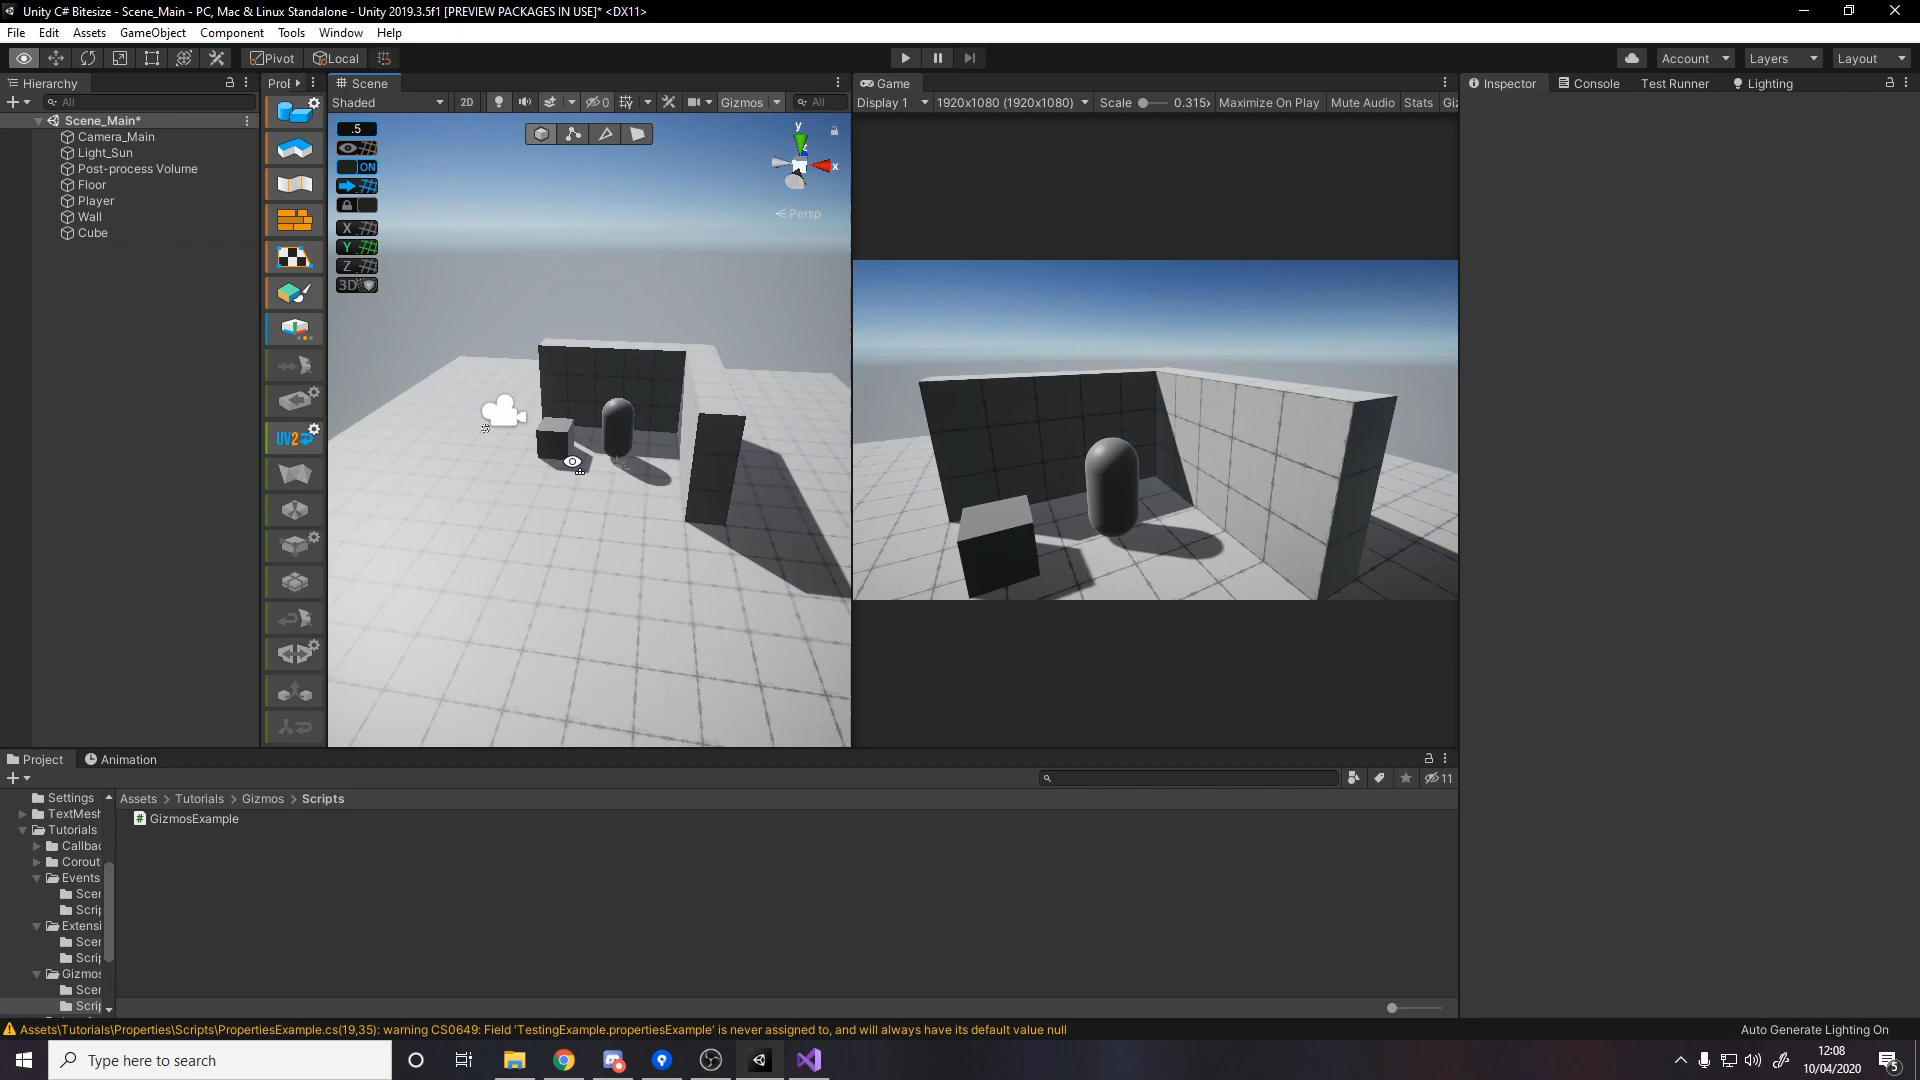 Unity C# Bitesize - Scene_Main - PC, Mac & Linux Standalone - Unity 2019.3.5f1 [PREVIEW PACKAGES IN USE]* <DX11>
File Edit Assets GameObject Component Tools Window Help
Pivot Local Account Layers Layout
Hierarchy
All
Scene_Main*
Camera_Main
Light_Sun
Post-process Volume
Floor
Player
Wall
Cube
UV2
Scene
Shaded 2D 0 Gizmos All
.5
ON
X
Y
Z
3D
y
z
x
Persp
Game
Display 1 1920x1080 (1920x1080) Scale 0.315x Maximize On Play Mute Audio Stats Giz
Inspector Console Test Runner Lighting
Project Animation
11
Settings
TextMesh
Tutorials
Callbac
Corout
Events
Scer
Scrip
Extensi
Scer
Scrip
Gizmos
Scer
Scrip
Assets > Tutorials > Gizmos > Scripts
GizmosExample
Assets\Tutorials\Properties\Scripts\PropertiesExample.cs(19,35): warning CS0649: Field 'TestingExample.propertiesExample' is never assigned to, and will always have its default value null
Auto Generate Lighting On
Type here to search
12:08
10/04/2020
5